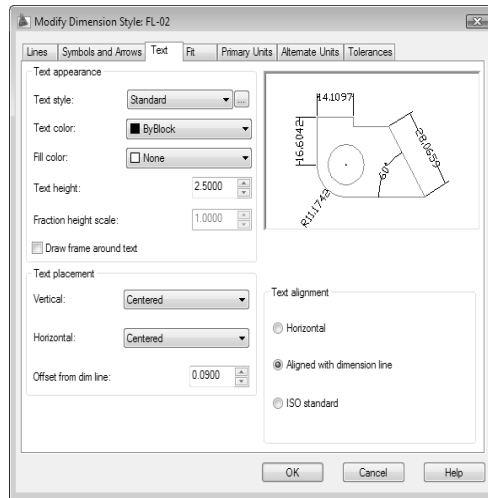 Modify Dimension Style: FL-02
Lines Symbols and Arrows Text Fit Primary Units Alternate Units Tolerances
Text appearance
Text style: Standard ...
Text color: ByBlock
Fill color: None
Text height: 2.5000
Fraction height scale: 1.0000
Draw frame around text
14.1097
16.6042
28.0659
60°
R11.1742
Text placement
Vertical: Centered
Horizontal: Centered
Offset from dim line: 0.0900
Text alignment
Horizontal
Aligned with dimension line
ISO standard
OK Cancel Help